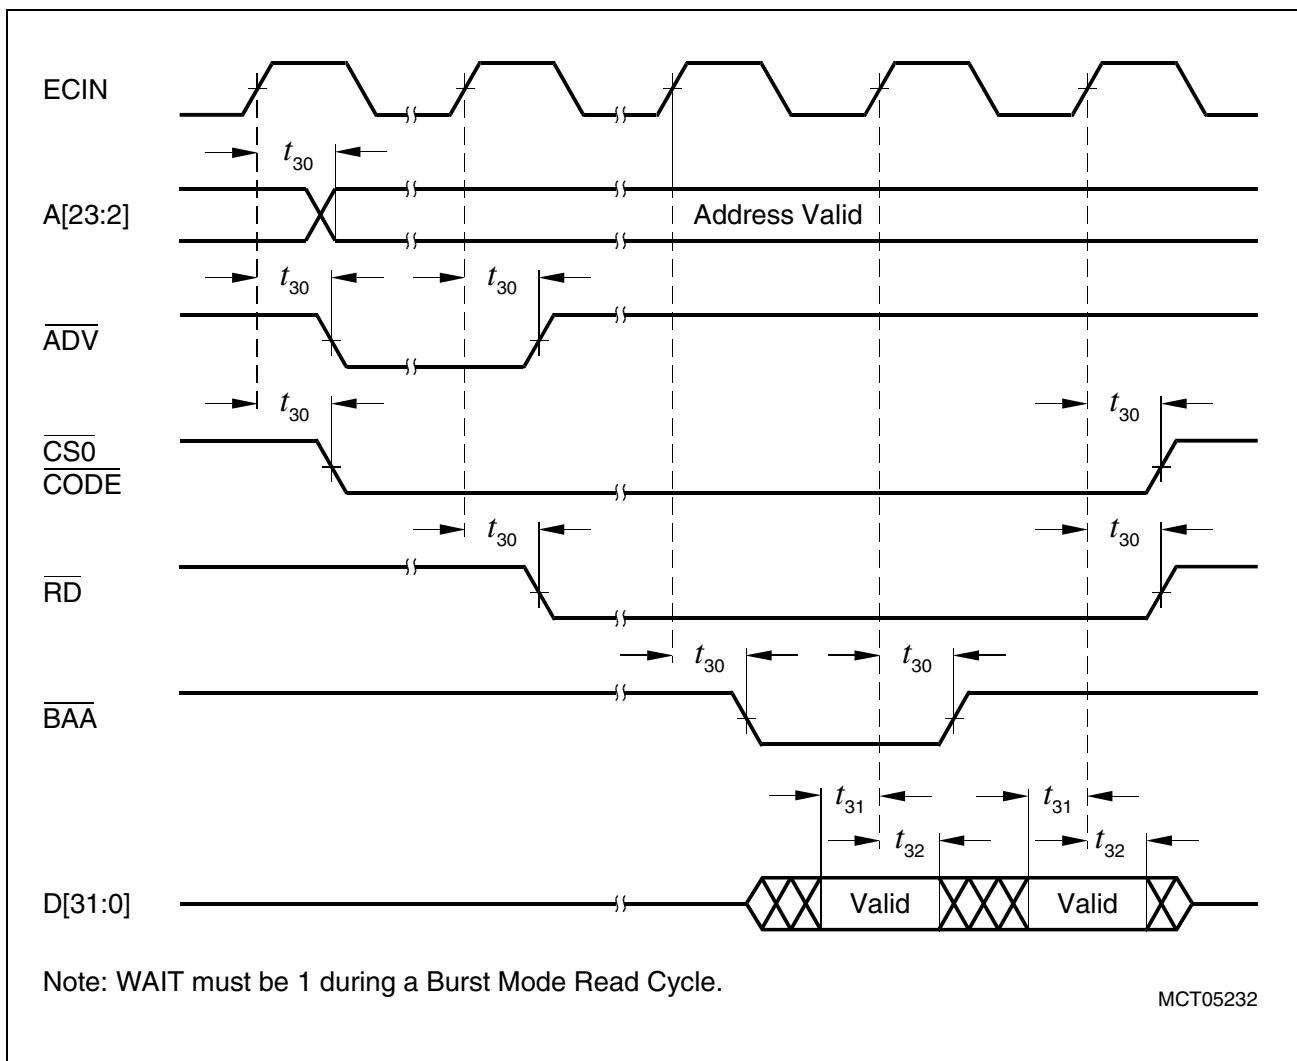 ECIN
t30
A[23:2]
Address Valid
t30 t30
ADV
t30 t30
CS0
CODE
t30 t30
RD
t30 t30
BAA
t31 t31
t32 t32
D[31:0] Valid Valid
Note: WAIT must be 1 during a Burst Mode Read Cycle.
MCT05232